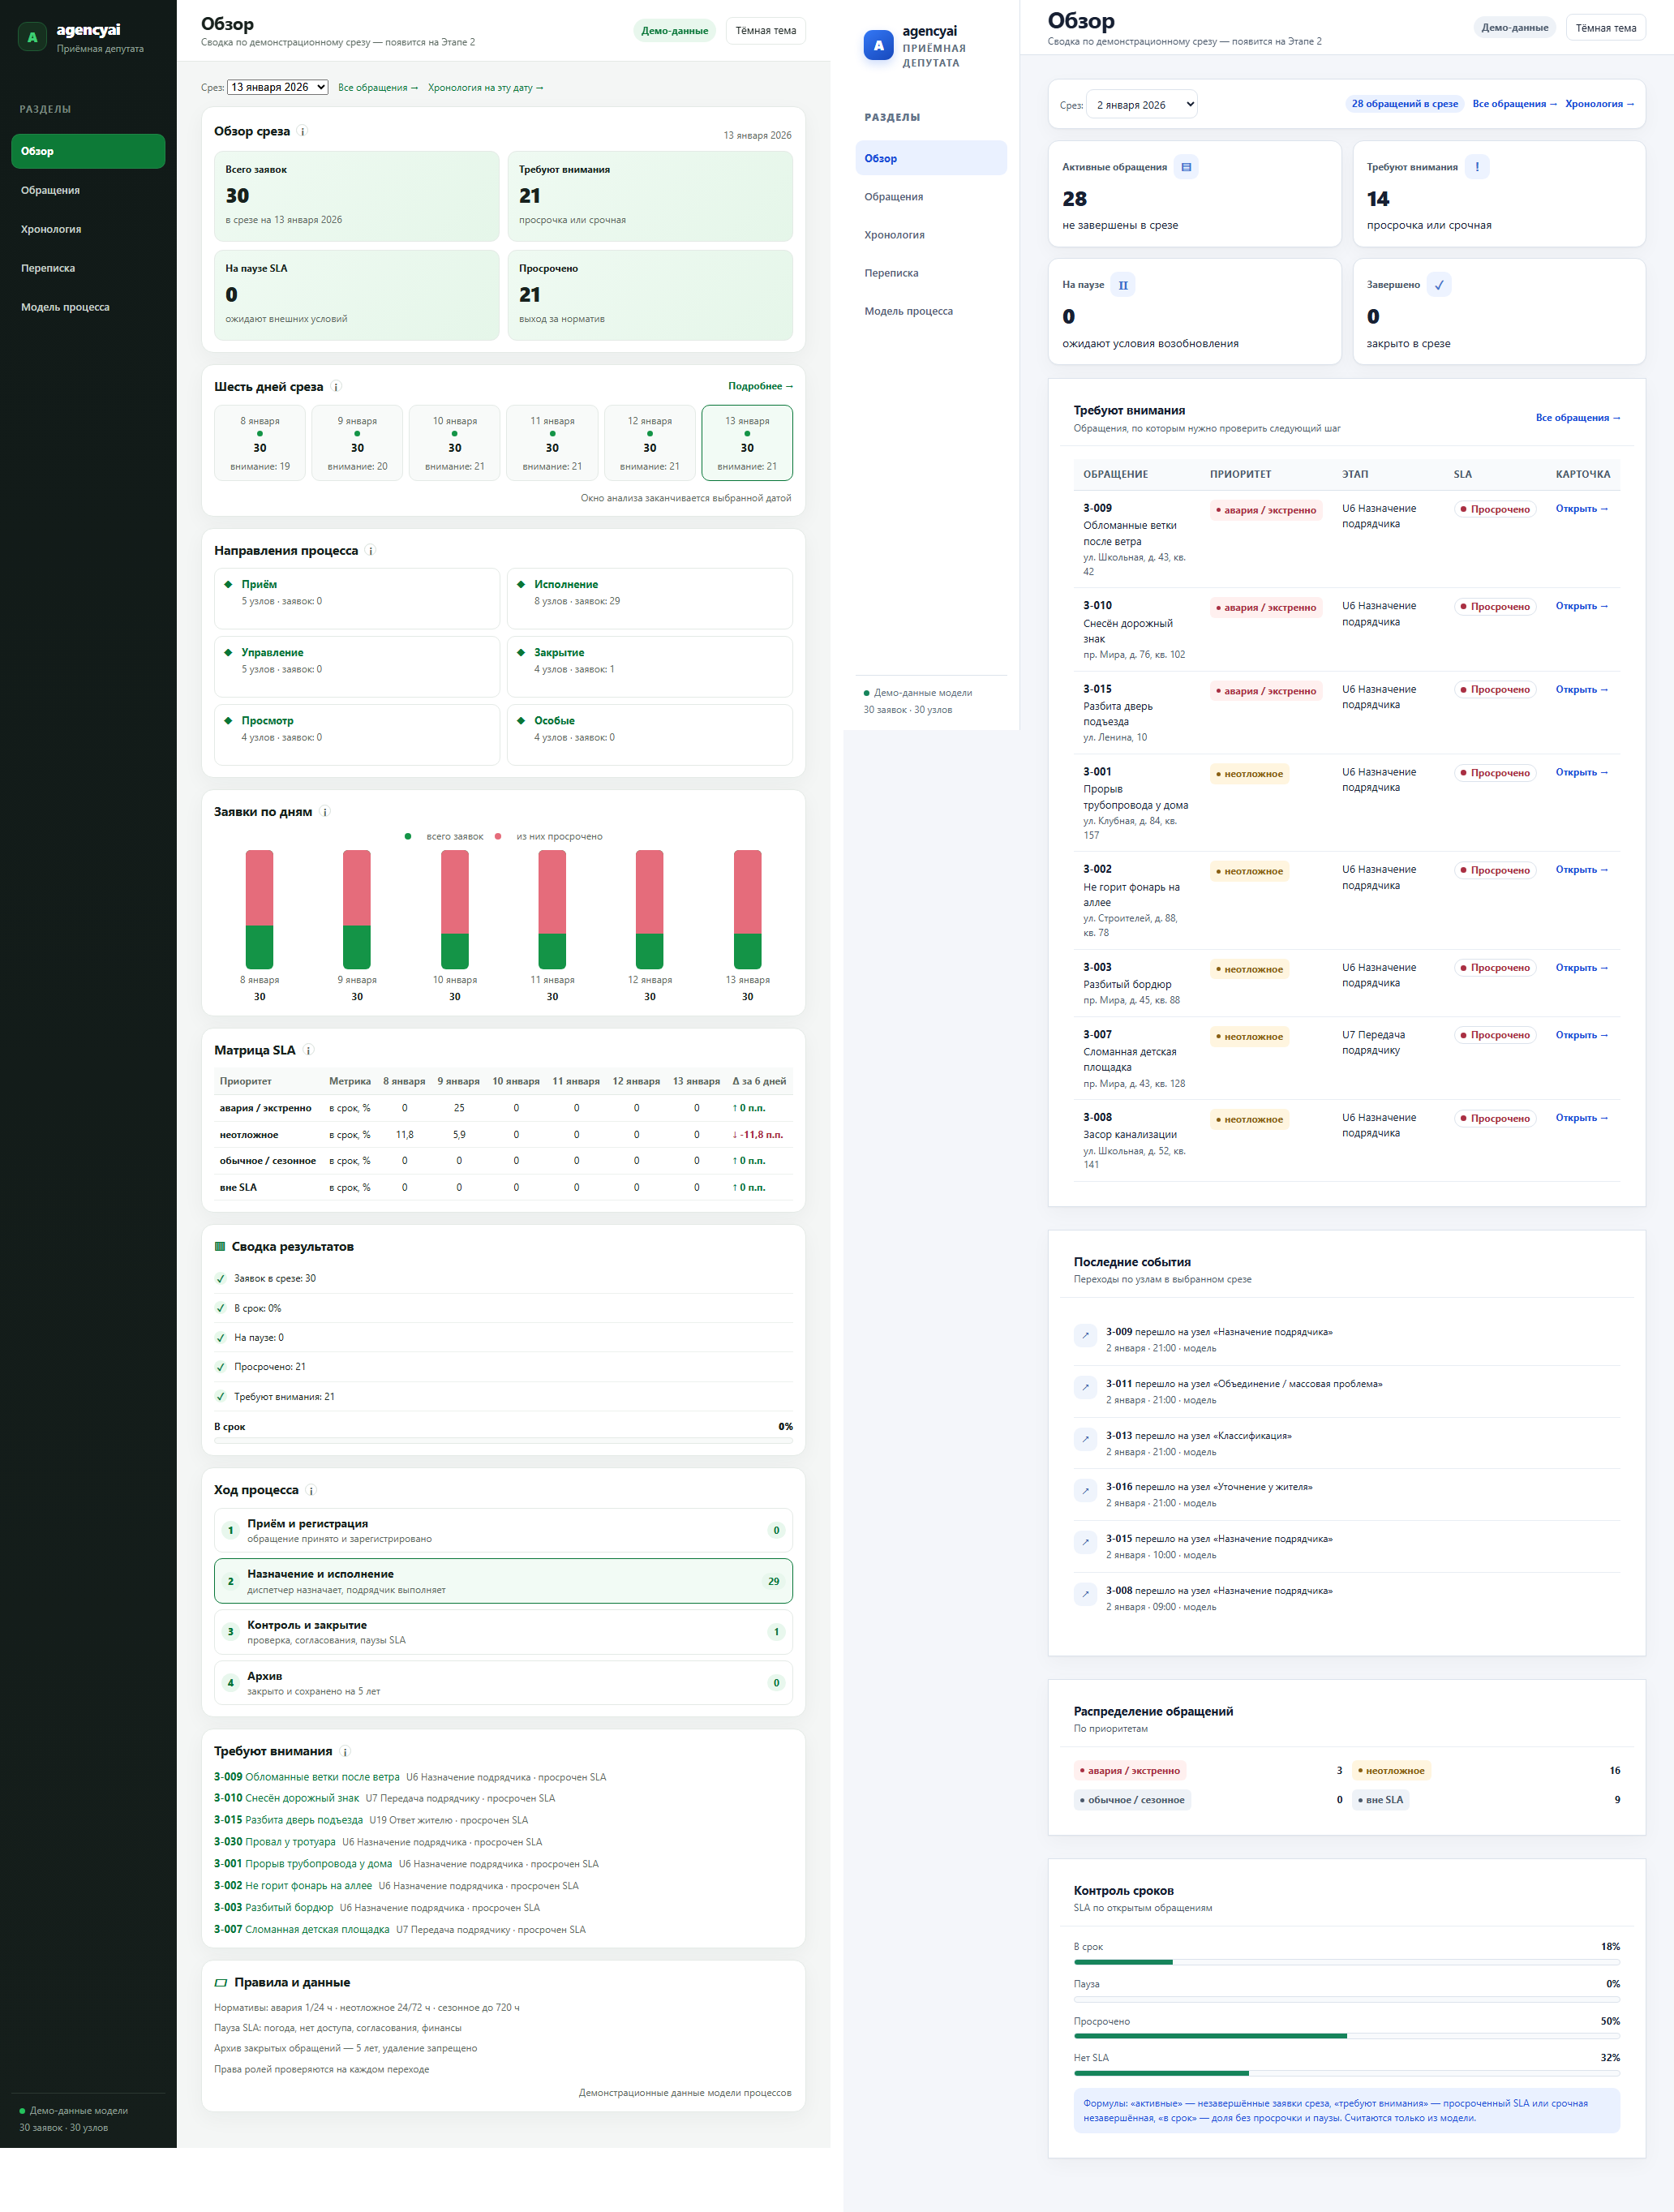 A
agencyai
Приёмная депутата
РАЗДЕЛЫ
Обзор
Обращения
Хронология
Переписка
Модель процесса
Демо-данные модели
30 заявок · 30 узлов
Обзор
Сводка по демонстрационному срезу — появится на Этапе 2
Демо-данные
Тёмная тема
Срез: 13 января 2026 Все обращения → Хронология на эту дату →
Обзор среза i
13 января 2026
Всего заявок
30
в срезе на 13 января 2026
Требуют внимания
21
просрочка или срочная
На паузе SLA
0
ожидают внешних условий
Просрочено
21
выход за норматив
Шесть дней среза i
Подробнее →
8 января
30
внимание: 19
9 января
30
внимание: 20
10 января
30
внимание: 21
11 января
30
внимание: 21
12 января
30
внимание: 21
13 января
30
внимание: 21
Окно анализа заканчивается выбранной датой
Направления процесса i
Приём
5 узлов · заявок: 0
Исполнение
8 узлов · заявок: 29
Управление
5 узлов · заявок: 0
Закрытие
4 узлов · заявок: 1
Просмотр
4 узлов · заявок: 0
Особые
4 узлов · заявок: 0
Заявки по дням i
всего заявок из них просрочено
8 января 9 января 10 января 11 января 12 января 13 января
30 30 30 30 30 30
Матрица SLA i
Приоритет Метрика 8 января 9 января 10 января 11 января 12 января 13 января Δ за 6 дней
авария / экстренно в срок, % 0 25 0 0 0 0 ↑ 0 п.п.
неотложное в срок, % 11,8 5,9 0 0 0 0 ↓ -11,8 п.п.
обычное / сезонное в срок, % 0 0 0 0 0 0 ↑ 0 п.п.
вне SLA в срок, % 0 0 0 0 0 0 ↑ 0 п.п.
Сводка результатов
✓ Заявок в срезе: 30
✓ В срок: 0%
✓ На паузе: 0
✓ Просрочено: 21
✓ Требуют внимания: 21
В срок 0%
Ход процесса i
1 Приём и регистрация 0
обращение принято и зарегистрировано
2 Назначение и исполнение 29
диспетчер назначает, подрядчик выполняет
3 Контроль и закрытие 1
проверка, согласования, паузы SLA
4 Архив 0
закрыто и сохранено на 5 лет
Требуют внимания i
З-009 Обломанные ветки после ветра U6 Назначение подрядчика · просрочен SLA
З-010 Снесён дорожный знак U7 Передача подрядчику · просрочен SLA
З-015 Разбита дверь подъезда U19 Ответ жителю · просрочен SLA
З-030 Провал у тротуара U6 Назначение подрядчика · просрочен SLA
З-001 Прорыв трубопровода у дома U6 Назначение подрядчика · просрочен SLA
З-002 Не горит фонарь на аллее U6 Назначение подрядчика · просрочен SLA
З-003 Разбитый бордюр U6 Назначение подрядчика · просрочен SLA
З-007 Сломанная детская площадка U7 Передача подрядчику · просрочен SLA
Правила и данные
Нормативы: авария 1/24 ч · неотложное 24/72 ч · сезонное до 720 ч
Пауза SLA: погода, нет доступа, согласования, финансы
Архив закрытых обращений — 5 лет, удаление запрещено
Права ролей проверяются на каждом переходе
Демонстрационные данные модели процессов
A
agencyai
ПРИЁМНАЯ
ДЕПУТАТА
РАЗДЕЛЫ
Обзор
Обращения
Хронология
Переписка
Модель процесса
Демо-данные модели
30 заявок · 30 узлов
Обзор
Сводка по демонстрационному срезу — появится на Этапе 2
Демо-данные
Тёмная тема
Срез: 2 января 2026
28 обращений в срезе Все обращения → Хронология →
Активные обращения
28
не завершены в срезе
Требуют внимания !
14
просрочка или срочная
На паузе
0
ожидают условия возобновления
Завершено ✓
0
закрыто в срезе
Требуют внимания
Обращения, по которым нужно проверить следующий шаг
Все обращения →
ОБРАЩЕНИЕ ПРИОРИТЕТ ЭТАП SLA КАРТОЧКА
З-009 авария / экстренно U6 Назначение Просрочено Открыть →
Обломанные ветки подрядчика
после ветра
ул. Школьная, д. 43, кв.
42
З-010 авария / экстренно U6 Назначение Просрочено Открыть →
Снесён дорожный подрядчика
знак
пр. Мира, д. 76, кв. 102
З-015 авария / экстренно U6 Назначение Просрочено Открыть →
Разбита дверь подрядчика
подъезда
ул. Ленина, 10
З-001 неотложное U6 Назначение Просрочено Открыть →
Прорыв подрядчика
трубопровода у дома
ул. Клубная, д. 84, кв.
157
З-002 неотложное U6 Назначение Просрочено Открыть →
Не горит фонарь на подрядчика
аллее
ул. Строителей, д. 88,
кв. 78
З-003 неотложное U6 Назначение Просрочено Открыть →
Разбитый бордюр подрядчика
пр. Мира, д. 45, кв. 88
З-007 неотложное U7 Передача Просрочено Открыть →
Сломанная детская подрядчику
площадка
пр. Мира, д. 43, кв. 128
З-008 неотложное U6 Назначение Просрочено Открыть →
Засор канализации подрядчика
ул. Школьная, д. 52, кв.
141
Последние события
Переходы по узлам в выбранном срезе
З-009 перешло на узел «Назначение подрядчика»
2 января · 21:00 · модель
З-011 перешло на узел «Объединение / массовая проблема»
2 января · 21:00 · модель
З-013 перешло на узел «Классификация»
2 января · 21:00 · модель
З-016 перешло на узел «Уточнение у жителя»
2 января · 21:00 · модель
З-015 перешло на узел «Назначение подрядчика»
2 января · 10:00 · модель
З-008 перешло на узел «Назначение подрядчика»
2 января · 09:00 · модель
Распределение обращений
По приоритетам
авария / экстренно 3 неотложное 16
обычное / сезонное 0 вне SLA 9
Контроль сроков
SLA по открытым обращениям
В срок 18%
Пауза 0%
Просрочено 50%
Нет SLA 32%
Формулы: «активные» — незавершённые заявки среза, «требуют внимания» — просроченный SLA или срочная
незавершённая, «в срок» — доля без просрочки и паузы. Считаются только из модели.